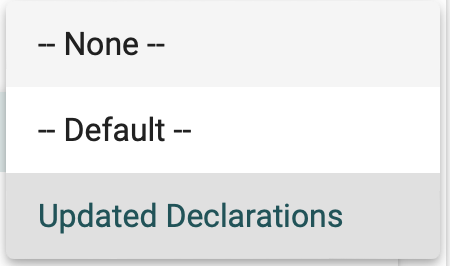 -- None --
-- Default --
Updated Declarations